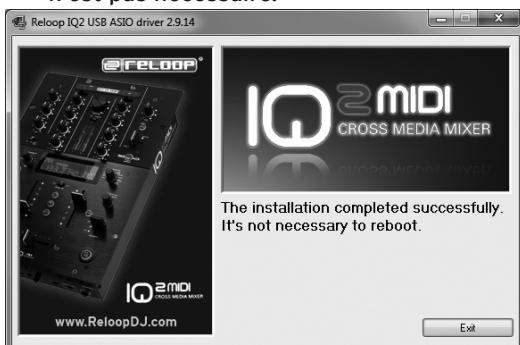 n'est pas nécessaire.
Reloop IQ2 USB ASIO driver 2.9.14
reloop
IQ2 MIDI
CROSS MEDIA MIXER
The installation completed successfully.
It's not necessary to reboot.
IQ2 MIDI
CROSS MEDIA MIXER
www.ReloopDJ.com
Exit